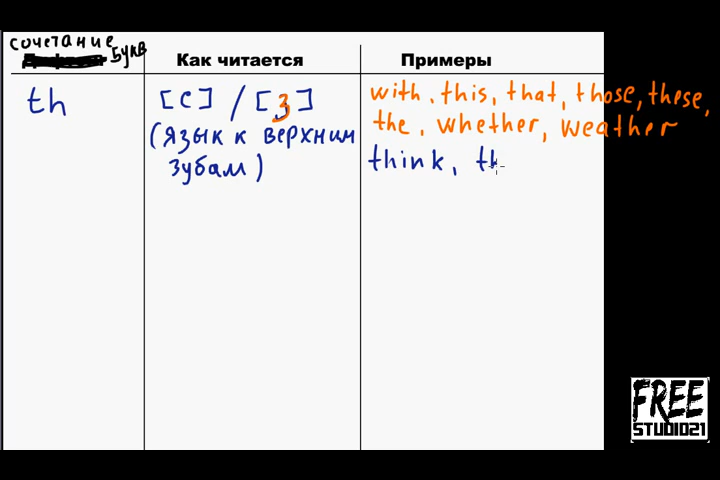 сочетание
букв
Как читается
Примеры
th
[с] / [з]
(язык к верхним
зубам)
with, this, that, those, these,
the, whether, weather
think, th
FREE
STUDIO21